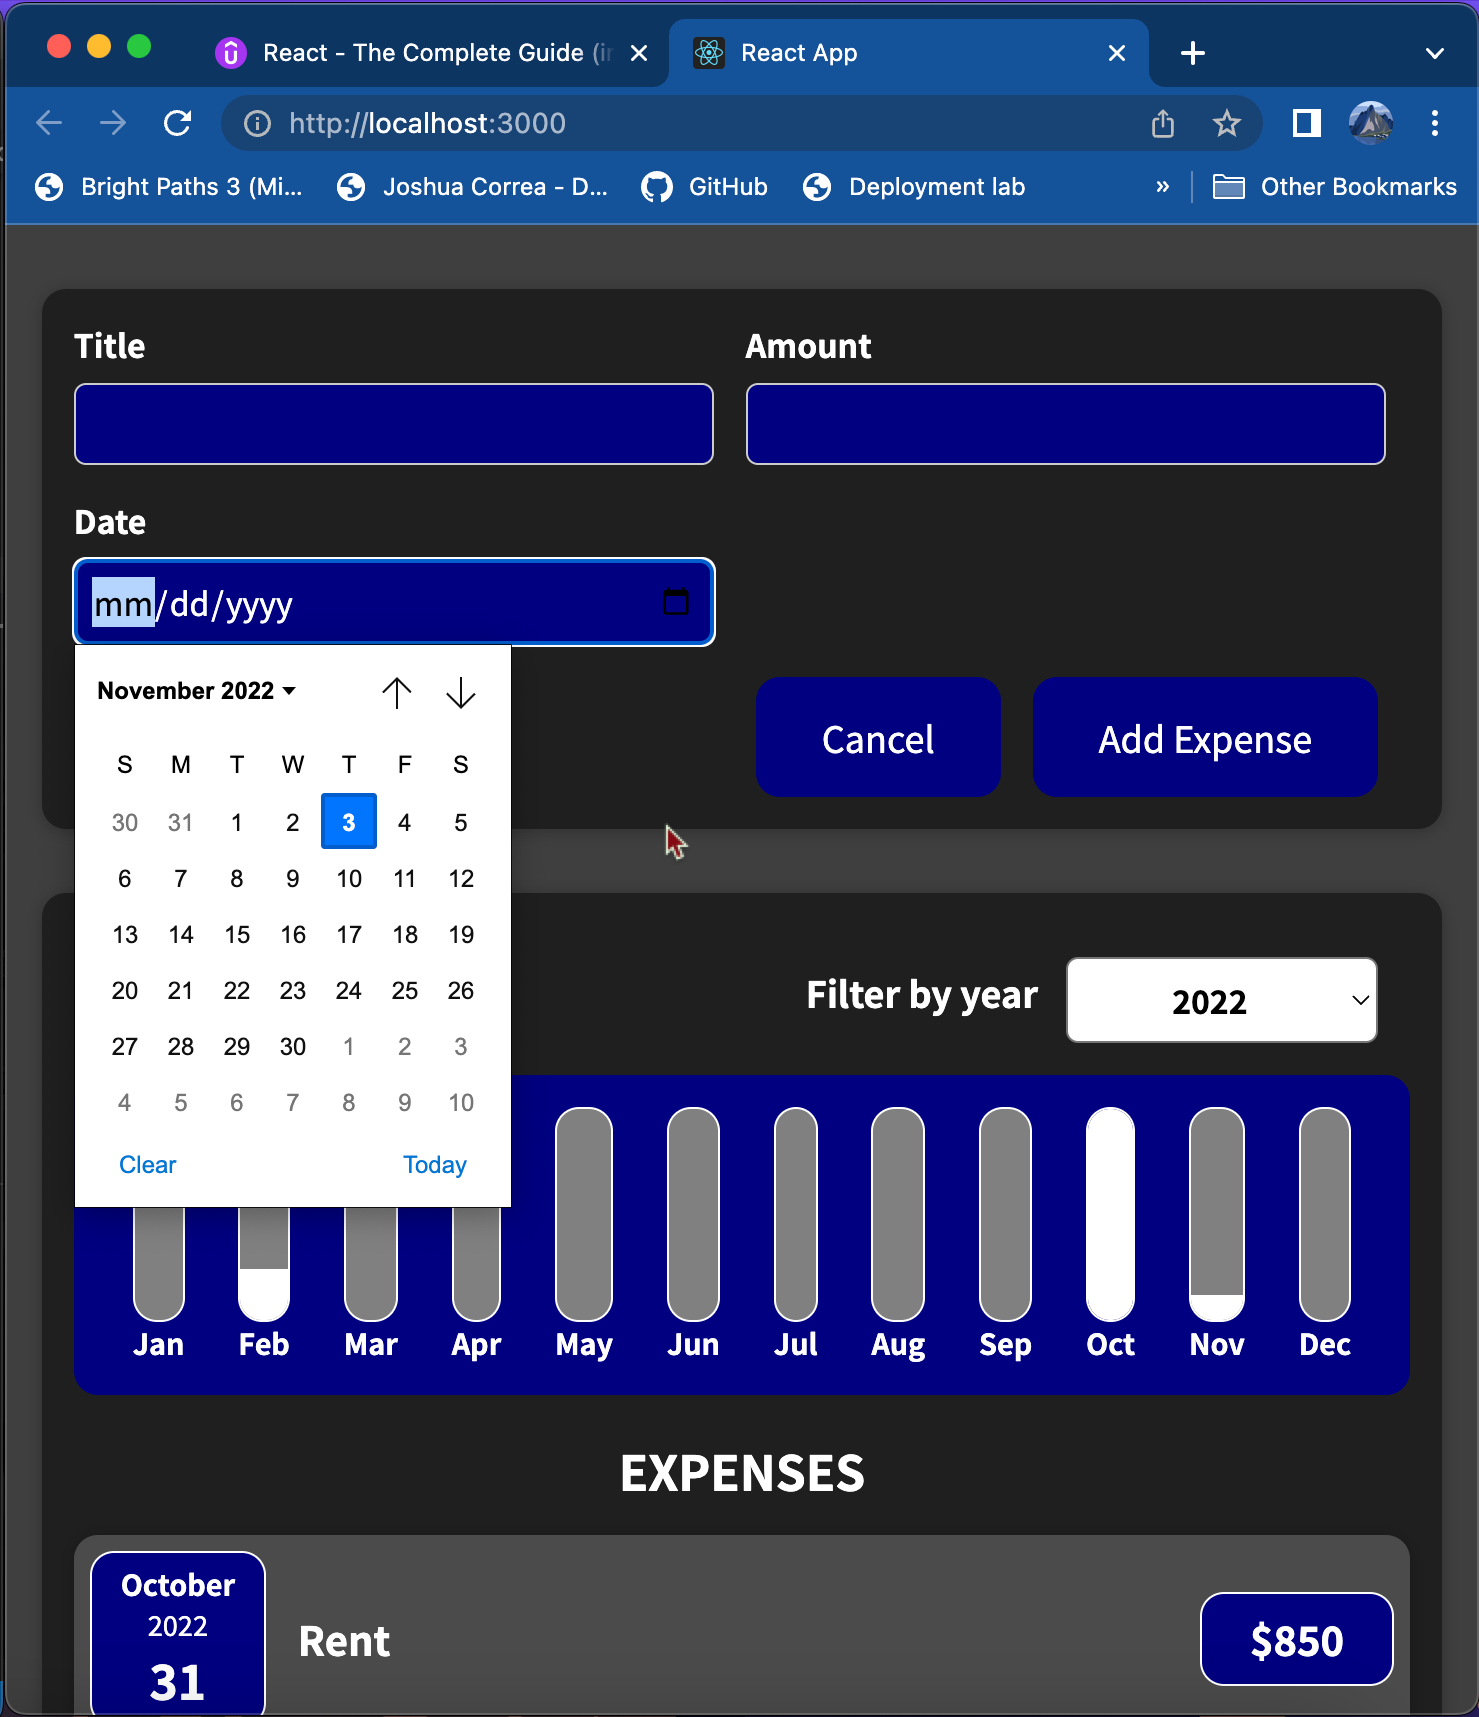 React - The Complete Guide (in
React App
http://localhost:3000
Bright Paths 3 (Mi...
Joshua Correa - D...
GitHub
Deployment lab
»
Other Bookmarks
Title
Amount
Date
mm/dd/yyyy
November 2022
S M T W T F S
30 31 1 2 3 4 5
6 7 8 9 10 11 12
13 14 15 16 17 18 19
20 21 22 23 24 25 26
27 28 29 30 1 2 3
4 5 6 7 8 9 10
Clear Today
Cancel
Add Expense
Filter by year
2022
Jan Feb Mar Apr May Jun Jul Aug Sep Oct Nov Dec
EXPENSES
October
2022
31
Rent
$850